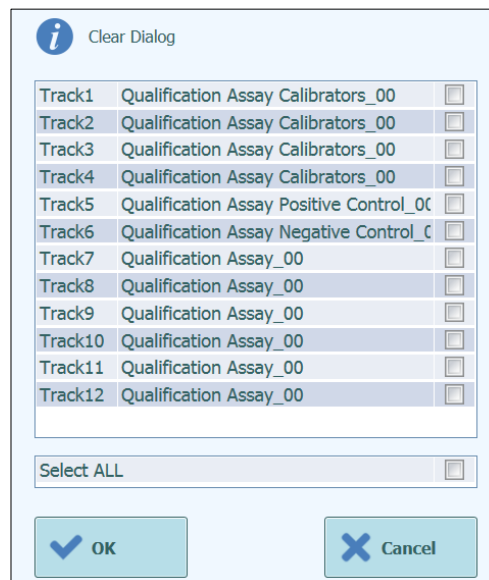 Clear Dialog
Track1 Qualification Assay Calibrators_00
Track2 Qualification Assay Calibrators_00
Track3 Qualification Assay Calibrators_00
Track4 Qualification Assay Calibrators_00
Track5 Qualification Assay Positive Control_0
Track6 Qualification Assay Negative Control_
Track7 Qualification Assay_00
Track8 Qualification Assay_00
Track9 Qualification Assay_00
Track10 Qualification Assay_00
Track11 Qualification Assay_00
Track12 Qualification Assay_00
Select ALL
OK
Cancel